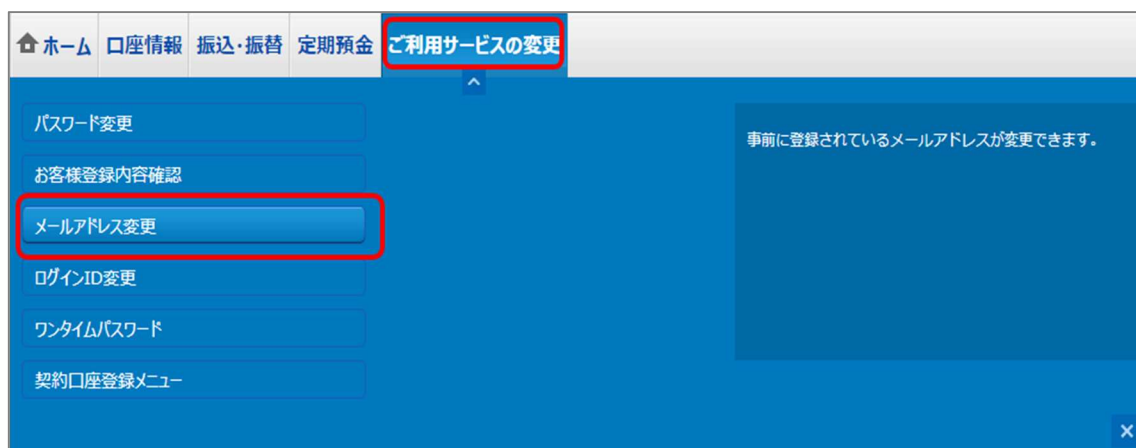 ホーム 口座情報 振込・振替 定期預金 ご利用サービスの変更
パスワード変更
事前に登録されているメールアドレスが変更できます。
お客様登録内容確認
メールアドレス変更
ログインID変更
ワンタイムパスワード
契約口座登録メニュー